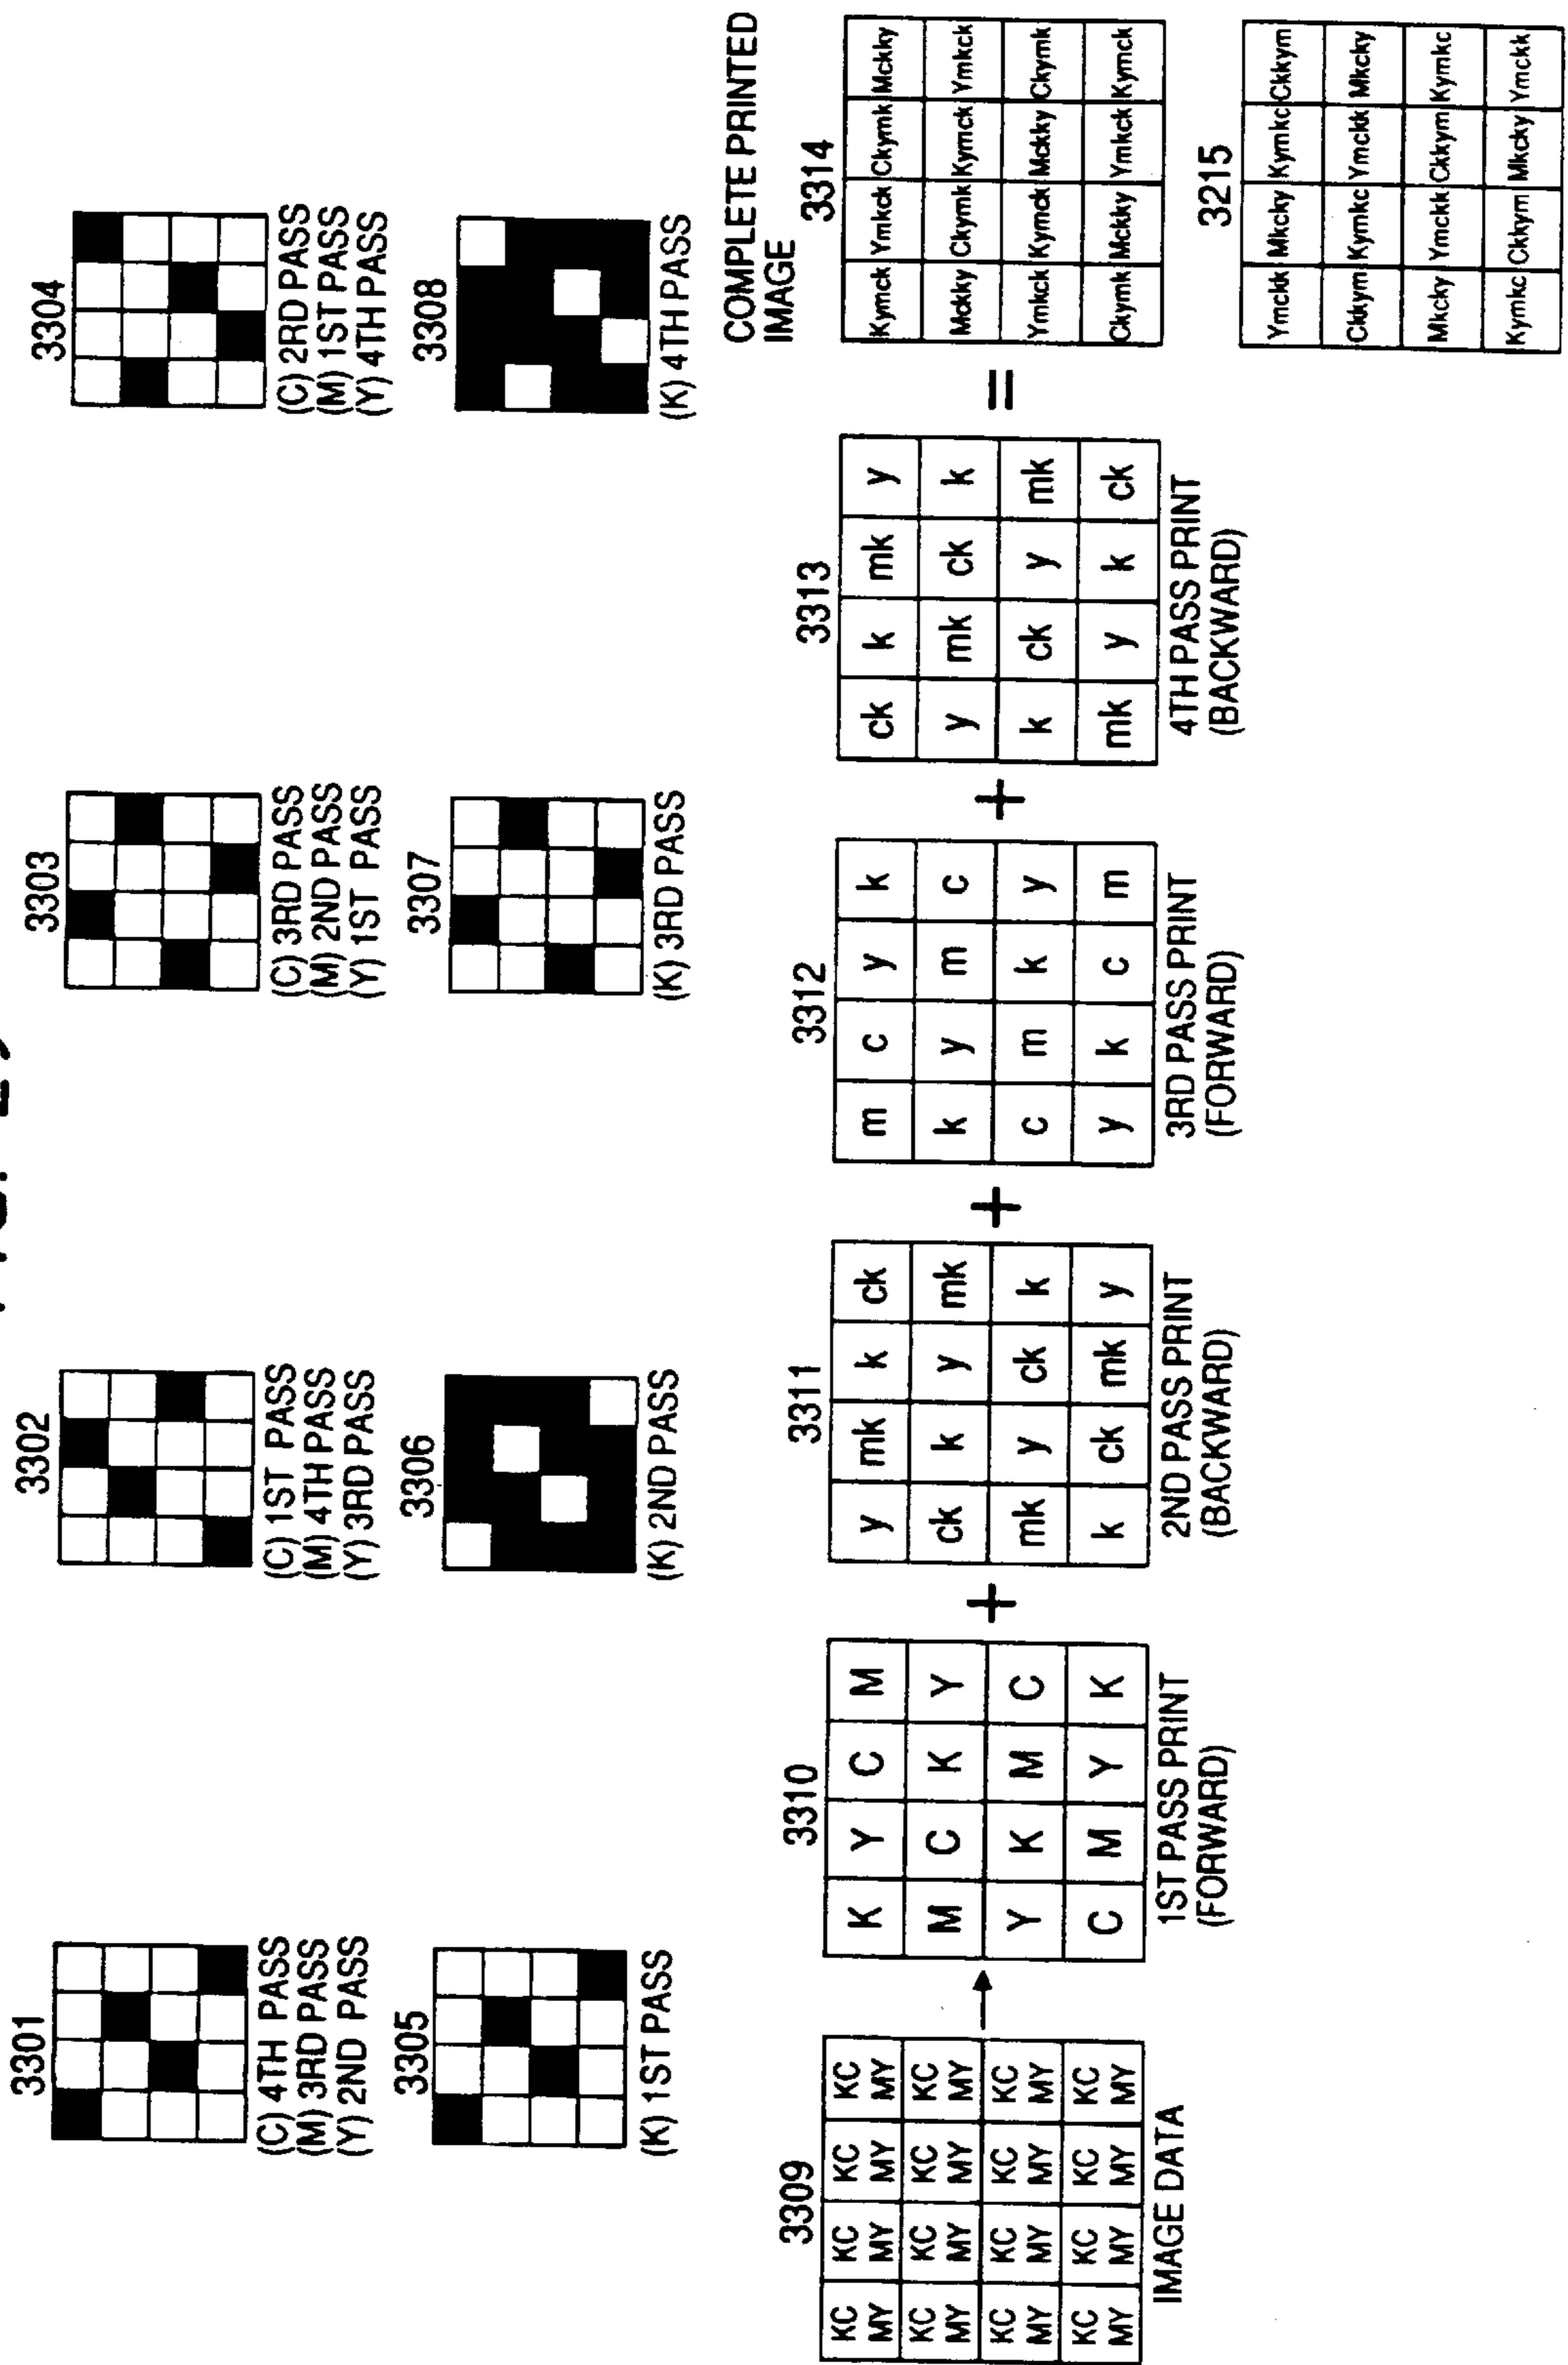 3301
(C) 4TH PASS
(M) 3RD PASS
(Y) 2ND PASS
3302
(C) 1ST PASS
(M) 4TH PASS
(Y) 3RD PASS
3303
(C) 3RD PASS
(M) 2ND PASS
(Y) 1ST PASS
3304
(C) 2RD PASS
(M) 1ST PASS
(Y) 4TH PASS
3305
(K) 1ST PASS
3306
(K) 2ND PASS
3307
(K) 3RD PASS
3308
(K) 4TH PASS
3309
KC KC KC KC
MY MY MY MY
KC KC KC KC
MY MY MY MY
KC KC KC KC
MY MY MY MY
KC KC KC KC
MY MY MY MY
IMAGE DATA
3310
K Y C M
M C K Y
Y K M C
C M Y K
1ST PASS PRINT
(FORWARD)
+
3311
y mk k ck
ck k y mk
mk y ck k
k ck mk y
2ND PASS PRINT
(BACKWARD)
+
3312
m c y k
k y m c
c m k y
y k c m
3RD PASS PRINT
(FORWARD)
+
3313
ck k mk y
y mk ck k
k ck y mk
mk y k ck
4TH PASS PRINT
(BACKWARD)
=
COMPLETE PRINTED
IMAGE
3314
Kymck Ymkck Ckymk Mckky
Mckky Ckymk Kymck Ymkck
Ymkck Kymck Mckky Ckymk
Ckymk Mckky Ymkck Kymck
3215
Ymckk Mkcky Kymkc Ckkym
Ckkym Kymkc Ymckk Mkcky
Mkcky Ymckk Ckkym Kymkc
Kymkc Ckkym Mkcky Ymckk